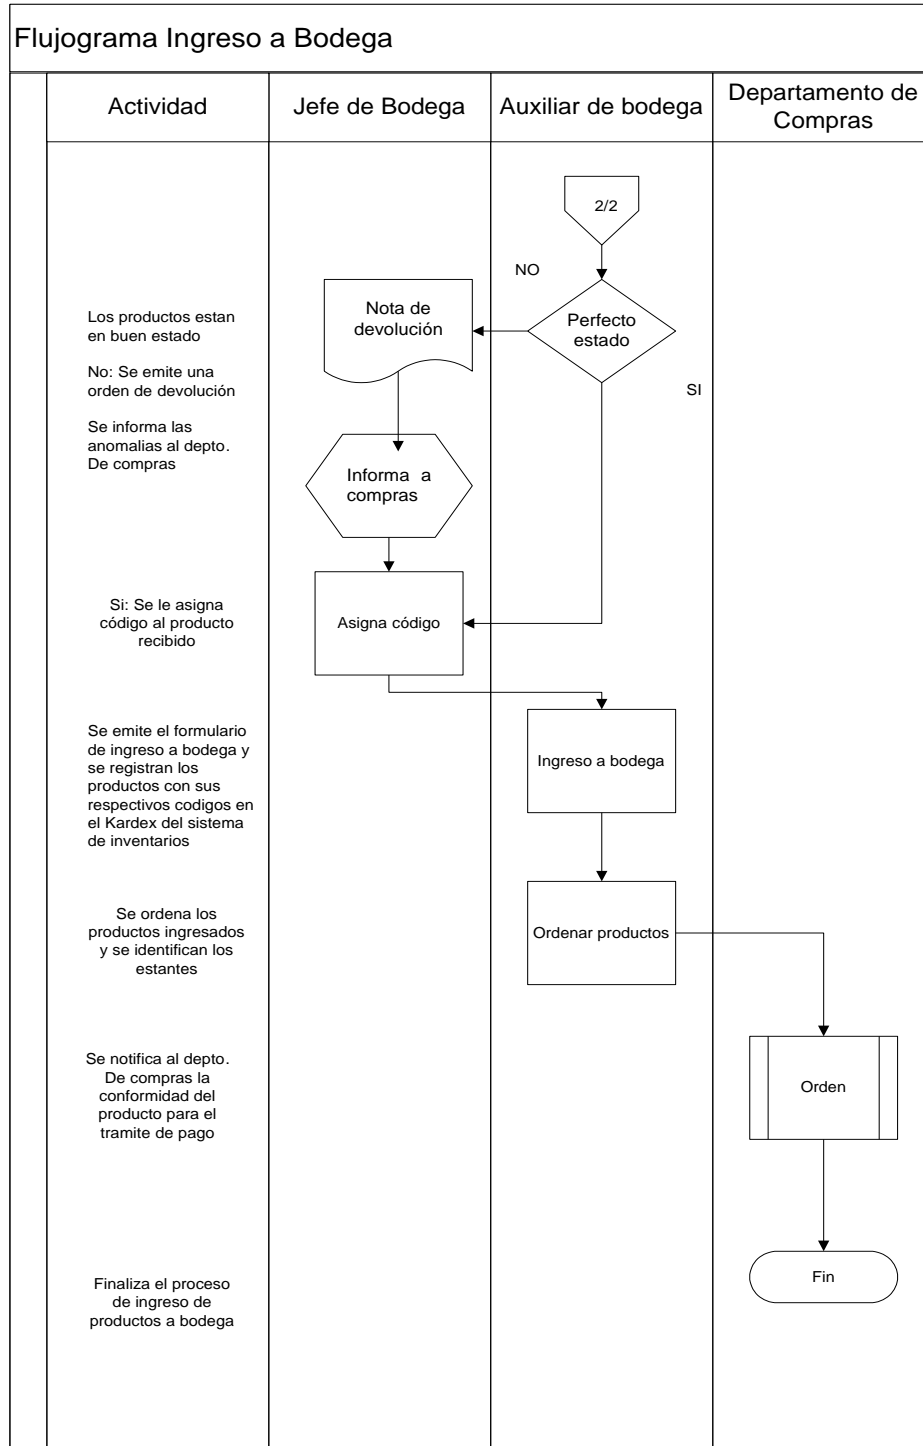 Flujograma Ingreso a Bodega
Actividad
Jefe de Bodega
Auxiliar de bodega
Departamento de
Compras
2/2
NO
Nota de
devolución
Perfecto
estado
SI
Los productos estan
en buen estado
No: Se emite una
orden de devolución
Se informa las
anomalias al depto.
De compras
Informa a
compras
Si: Se le asigna
código al producto
recibido
Asigna código
Se emite el formulario
de ingreso a bodega y
se registran los
productos con sus
respectivos codigos en
el Kardex del sistema
de inventarios
Ingreso a bodega
Se ordena los
productos ingresados
y se identifican los
estantes
Ordenar productos
Se notifica al depto.
De compras la
conformidad del
producto para el
tramite de pago
Orden
Finaliza el proceso
de ingreso de
productos a bodega
Fin